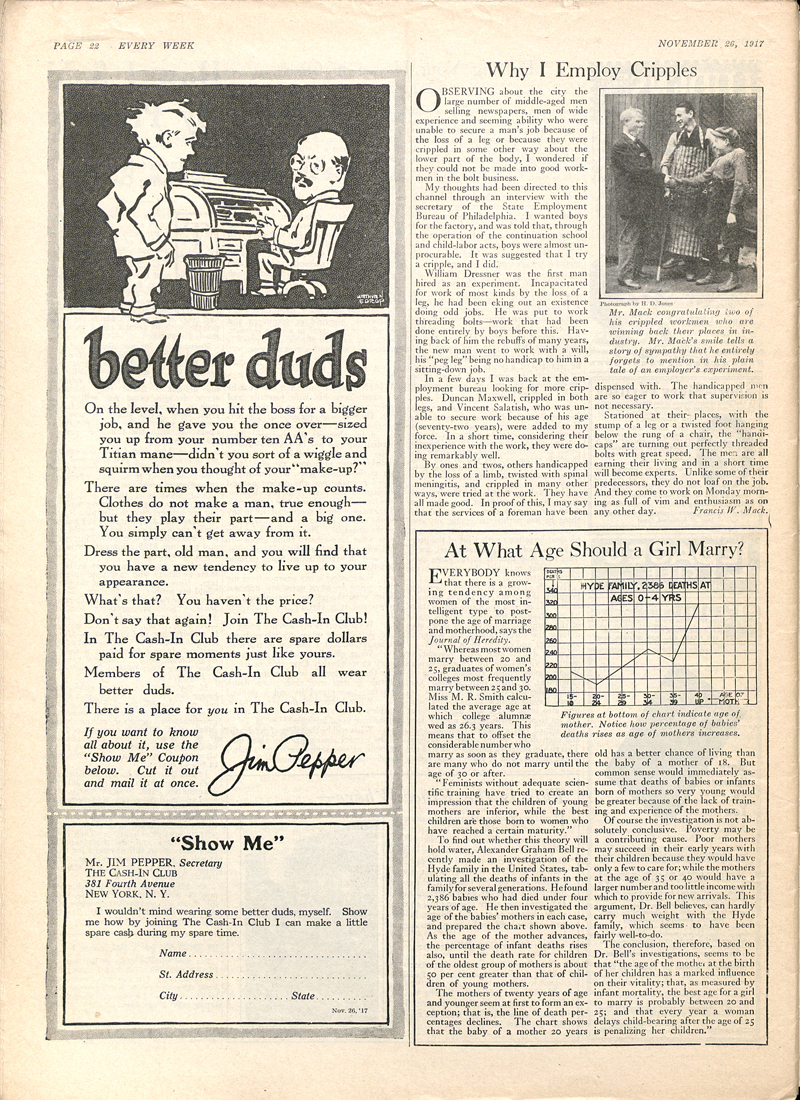 PAGE 22 EVERY WEEK
NOVEMBER 26, 1917
better duds
On the level, when you hit the boss for a bigger
job, and he gave you the once over—sized
you up from your number ten AA's to your
Titian mane—didn't you sort of a wiggle and
squirm when you thought of your "make-up?"
There are times when the make-up counts.
Clothes do not make a man, true enough—
but they play their part—and a big one.
You simply can't get away from it.
Dress the part, old man, and you will find that
you have a new tendency to live up to your
appearance.
What's that? You haven't the price?
Don't say that again! Join The Cash-In Club!
In The Cash-In Club there are spare dollars
paid for spare moments just like yours.
Members of The Cash-In Club all wear
better duds.
There is a place for you in The Cash-In Club.
If you want to know
all about it, use the
"Show Me" Coupon
below. Cut it out
and mail it at once.
Jim Pepper
"Show Me"
Mr. JIM PEPPER, Secretary
THE CASH-IN CLUB
381 Fourth Avenue
NEW YORK, N. Y.
I wouldn't mind wearing some better duds, myself. Show
me how by joining The Cash-In Club I can make a little
spare cash during my spare time.
Name
St. Address
City State
Nov. 26, '17
Why I Employ Cripples
OBSERVING about the city the
large number of middle-aged men
selling newspapers, men of wide
experience and seeming ability who were
unable to secure a man's job because of
the loss of a leg or because they were
crippled in some other way about the
lower part of the body, I wondered if
they could not be made into good work-
men in the bolt business.
My thoughts had been directed to this
channel through an interview with the
secretary of the State Employment
Bureau of Philadelphia. I wanted boys
for the factory, and was told that, through
the operation of the continuation school
and child-labor acts, boys were almost un-
procurable. It was suggested that I try
a cripple, and I did.
William Dressner was the first man
hired as an experiment. Incapacitated
for work of most kinds by the loss of a
leg, he had been eking out an existence
doing odd jobs. He was put to work
threading bolts—work that had been
done entirely by boys before this. Hav-
ing back of him the rebuffs of many years,
the new man went to work with a will,
his "peg leg" being no handicap to him in a
sitting-down job.
In a few days I was back at the em-
ployment bureau looking for more crip-
ples. Duncan Maxwell, crippled in both
legs, and Vincent Salatish, who was un-
able to secure work because of his age
(seventy-two years), were added to my
force. In a short time, considering their
inexperience with the work, they were do-
ing remarkably well.
By ones and twos, others handicapped
by the loss of a limb, twisted with spinal
meningitis, and crippled in many other
ways, were tried at the work. They have
all made good. In proof of this, I may say
that the services of a foreman have been
Photograph by H. D. Jones
Mr. Mack congratulating two of
his crippled workmen who are
winning back their places in in-
dustry. Mr. Mack's smile tells a
story of sympathy that he entirely
forgets to mention in his plain
tale of an employer's experiment.
dispensed with. The handicapped men
are so eager to work that supervision is
not necessary.
Stationed at their places, with the
stump of a leg or a twisted foot hanging
below the rung of a chair, the "handi-
caps" are turning out perfectly threaded
bolts with great speed. The men are all
earning their living and in a short time
will become experts. Unlike some of their
predecessors, they do not loaf on the job.
And they come to work on Monday morn-
ing as full of vim and enthusiasm as on
any other day. Francis W. Mack.
At What Age Should a Girl Marry?
EVERYBODY knows
that there is a grow-
ing tendency among
women of the most in-
telligent type to post-
pone the age of marriage
and motherhood, says the
Journal of Heredity.
"Whereas most women
marry between 20 and
25, graduates of women's
colleges most frequently
marry between 25 and 30.
Miss M. R. Smith calcu-
lated the average age at
which college alumnæ
wed as 26.3 years. This
means that to offset the
considerable number who
marry as soon as they graduate, there
are many who do not marry until the
age of 30 or after.
"Feminists without adequate scien-
tific training have tried to create an
impression that the children of young
mothers are inferior, while the best
children are those born to women who
have reached a certain maturity."
To find out whether this theory will
hold water, Alexander Graham Bell re-
cently made an investigation of the
Hyde family in the United States, tab-
ulating all the deaths of infants in the
family for several generations. He found
2,386 babies who had died under four
years of age. He then investigated the
age of the babies' mothers in each case,
and prepared the chart shown above.
As the age of the mother advances,
the percentage of infant deaths rises
also, until the death rate for children
of the oldest group of mothers is about
50 per cent greater than that of chil-
dren of young mothers.
The mothers of twenty years of age
and younger seem at first to form an ex-
ception; that is, the line of death per-
centages declines. The chart shows
that the baby of a mother 20 years
HYDE FAMILY, 2386 DEATHS AT
AGES 0-4 YRS
340
320
300
280
260
240
220
200
180
15-19
20-24
25-29
30-34
35-39
40 UP
AGE OF MOTH
Figures at bottom of chart indicate age of
mother. Notice how percentage of babies'
deaths rises as age of mothers increases.
old has a better chance of living than
the baby of a mother of 18. But
common sense would immediately as-
sume that deaths of babies or infants
born of mothers so very young would
be greater because of the lack of train-
ing and experience of the mothers.
Of course the investigation is not ab-
solutely conclusive. Poverty may be
a contributing cause. Poor mothers
may succeed in their early years with
their children because they would have
only a few to care for; while the mothers
at the age of 35 or 40 would have a
larger number and too little income with
which to provide for new arrivals. This
argument, Dr. Bell believes, can hardly
carry much weight with the Hyde
family, which seems to have been
fairly well-to-do.
The conclusion, therefore, based on
Dr. Bell's investigations, seems to be
that "the age of the mother at the birth
of her children has a marked influence
on their vitality; that, as measured by
infant mortality, the best age for a girl
to marry is probably between 20 and
25; and that every year a woman
delays child-bearing after the age of 25
is penalizing her children."